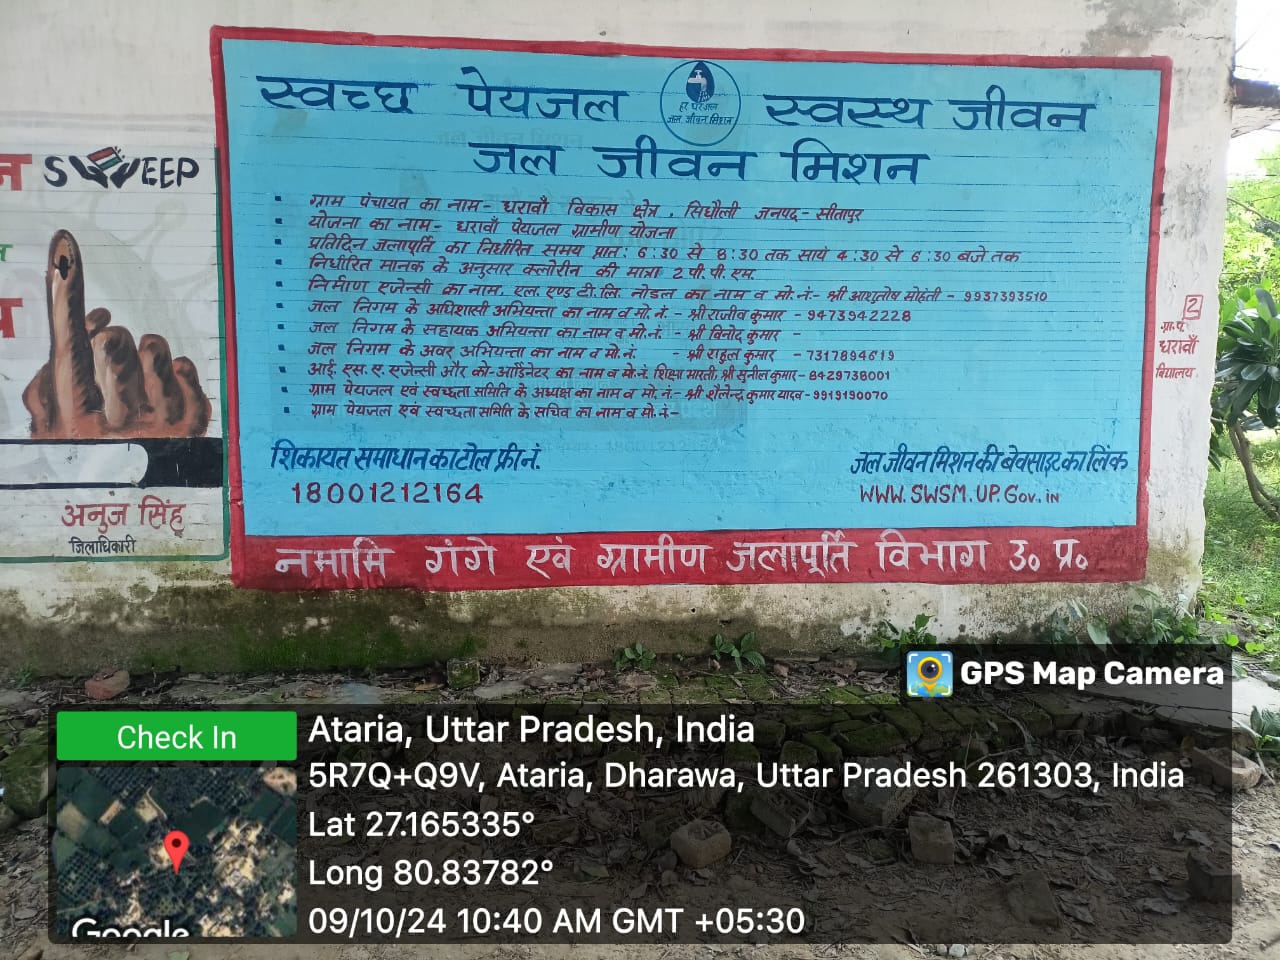 स्वच्छ पेयजल स्वस्थ जीवन
हर घर जल
जल जीवन मिशन
जल जीवन मिशन
ग्राम पंचायत का नाम- घरावाँ विकास क्षेत्र, सिधौली जनपद- सीतापुर
योजना का नाम- घरावाँ पेयजल ग्रामीण योजना
प्रतिदिन जलापूर्ति का निर्धारित समय प्रात: 6:30 से 8:30 तक सायं 4:30 से 6:30 बजे तक
निर्धारित मानक के अनुसार क्लोरीन की मात्रा 2 पी.पी.एम.
निर्माण एजेन्सी का नाम, एल.एण्ड टी.लि. नोडल का नाम व मो.नं:- श्री आशुतोष मोहंती - 9937393510
जल निगम के अधिशासी अभियन्ता का नाम व मो.नं. - श्री राजीव कुमार - 9473942228
जल निगम के सहायक अभियन्ता का नाम व मो.नं. - श्री विनोद कुमार -
जल निगम के अवर अभियन्ता का नाम व मो.नं. - श्री राहुल कुमार - 7317894619
आई. एस. ए. एजेन्सी और को-आर्डिनेटर का नाम व मो.नं. शिक्षा भारती, श्री सुनील कुमार - 8429738001
ग्राम पेयजल एवं स्वच्छता समिति के अध्यक्ष का नाम व मो.नं.- श्री शैलेन्द्र कुमार यादव - 9919190070
ग्राम पेयजल एवं स्वच्छता समिति के सचिव का नाम व मो.नं.-
शिकायत समाधान का टोल फ्री नं.
18001212164
जल जीवन मिशन की बेवसाइट का लिंक
WWW.SWSM.UP.Gov.in
नमामि गंगे एवं ग्रामीण जलापूर्ति विभाग उ० प्र०
न SWEEP
अनुज सिंह
जिलाधिकारी
2
ग्रा.पं.
घरावाँ
विद्यालय
GPS Map Camera
Check In
Ataria, Uttar Pradesh, India
5R7Q+Q9V, Ataria, Dharawa, Uttar Pradesh 261303, India
Lat 27.165335°
Long 80.83782°
09/10/24 10:40 AM GMT +05:30
Google